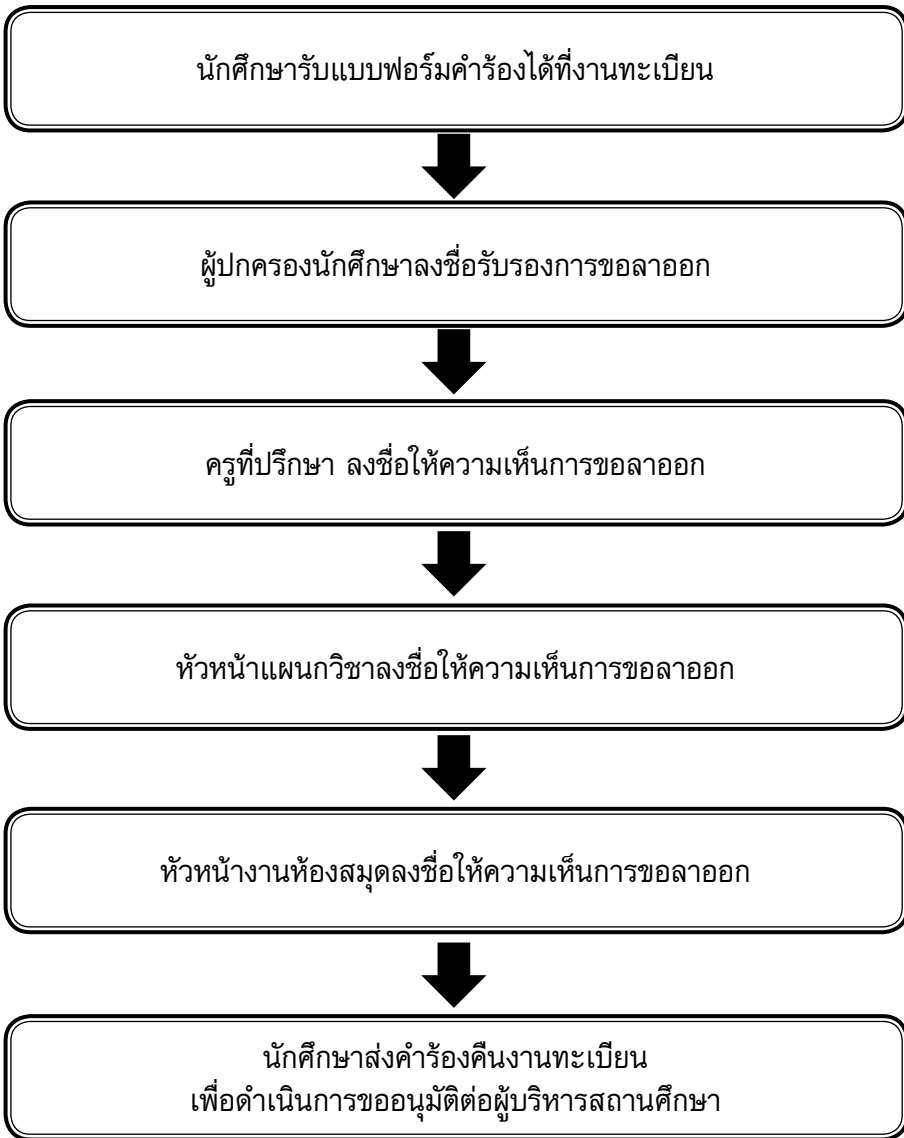 นักศึกษารับแบบฟอร์มคำร้องได้ที่งานทะเบียน
ผู้ปกครองนักศึกษาลงชื่อรับรองการขอลาออก
ครูที่ปรึกษา ลงชื่อให้ความเห็นการขอลาออก
หัวหน้าแผนกวิชาลงชื่อให้ความเห็นการขอลาออก
หัวหน้างานห้องสมุดลงชื่อให้ความเห็นการขอลาออก
นักศึกษาส่งคำร้องคืนงานทะเบียน
เพื่อดำเนินการขออนุมัติต่อผู้บริหารสถานศึกษา